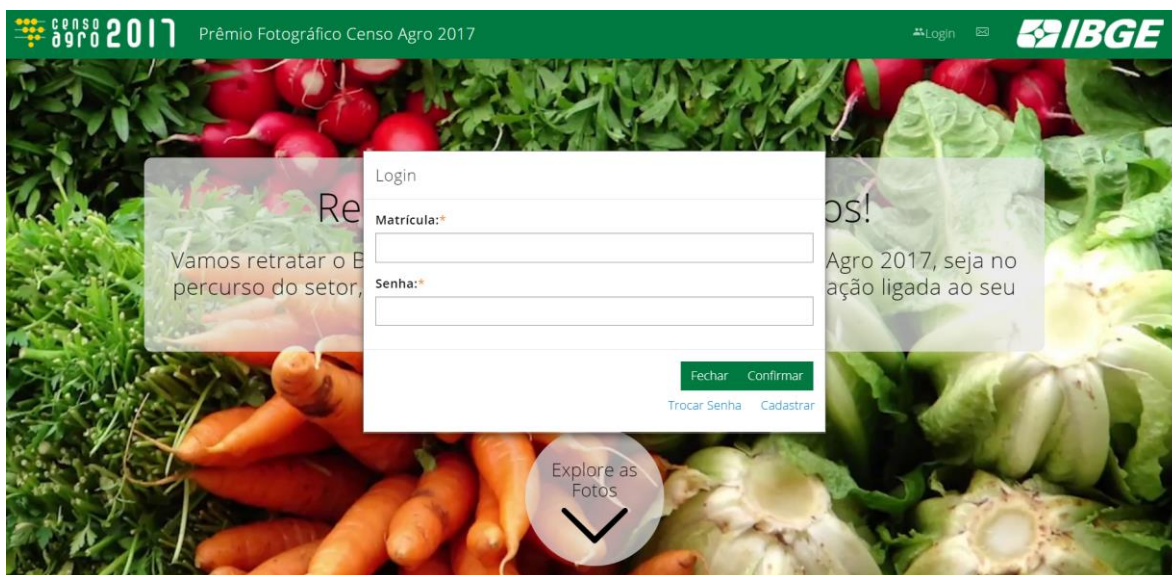 censo agro 2017
Prêmio Fotográfico Censo Agro 2017
Login
IBGE
Re
os!
Vamos retratar o B
Agro 2017, seja no
percurso do setor,
ação ligada ao seu
Login
Matrícula:*
Senha:*
Fechar Confirmar
Trocar Senha Cadastrar
Explore as
Fotos